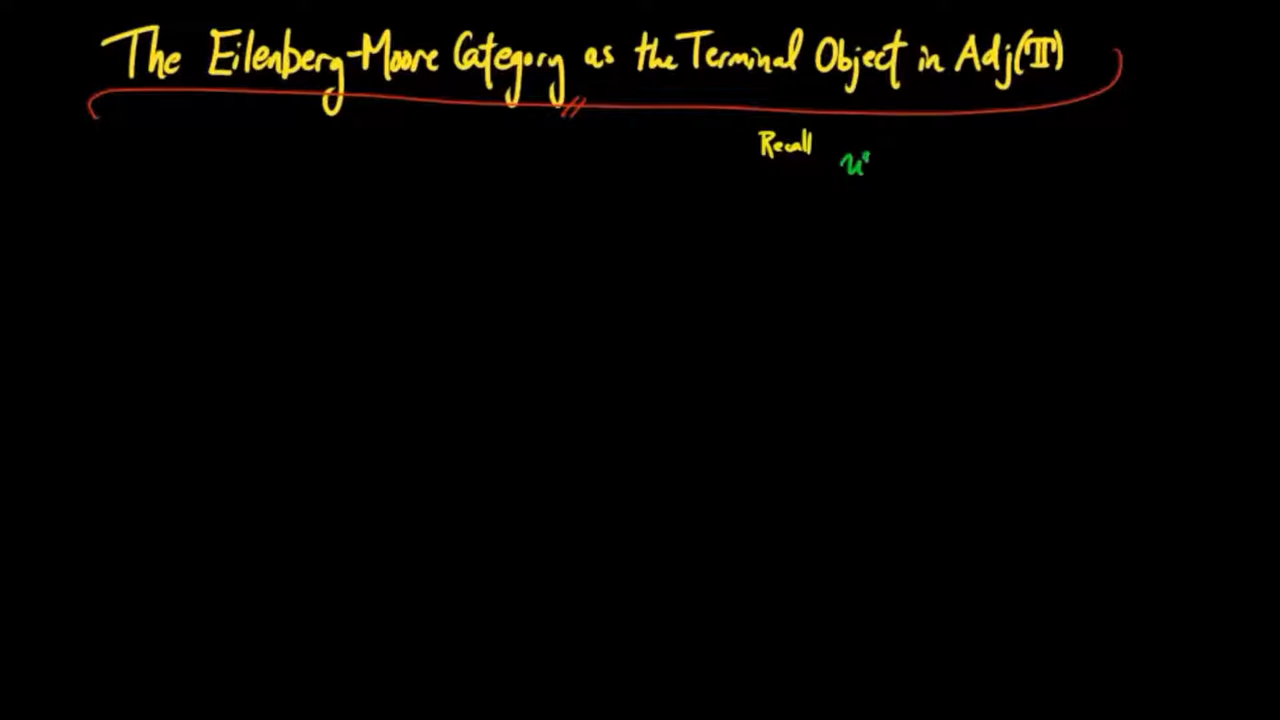 The Eilenberg-Moore Category as the Terminal Object in Adj(𝕋)
Recall